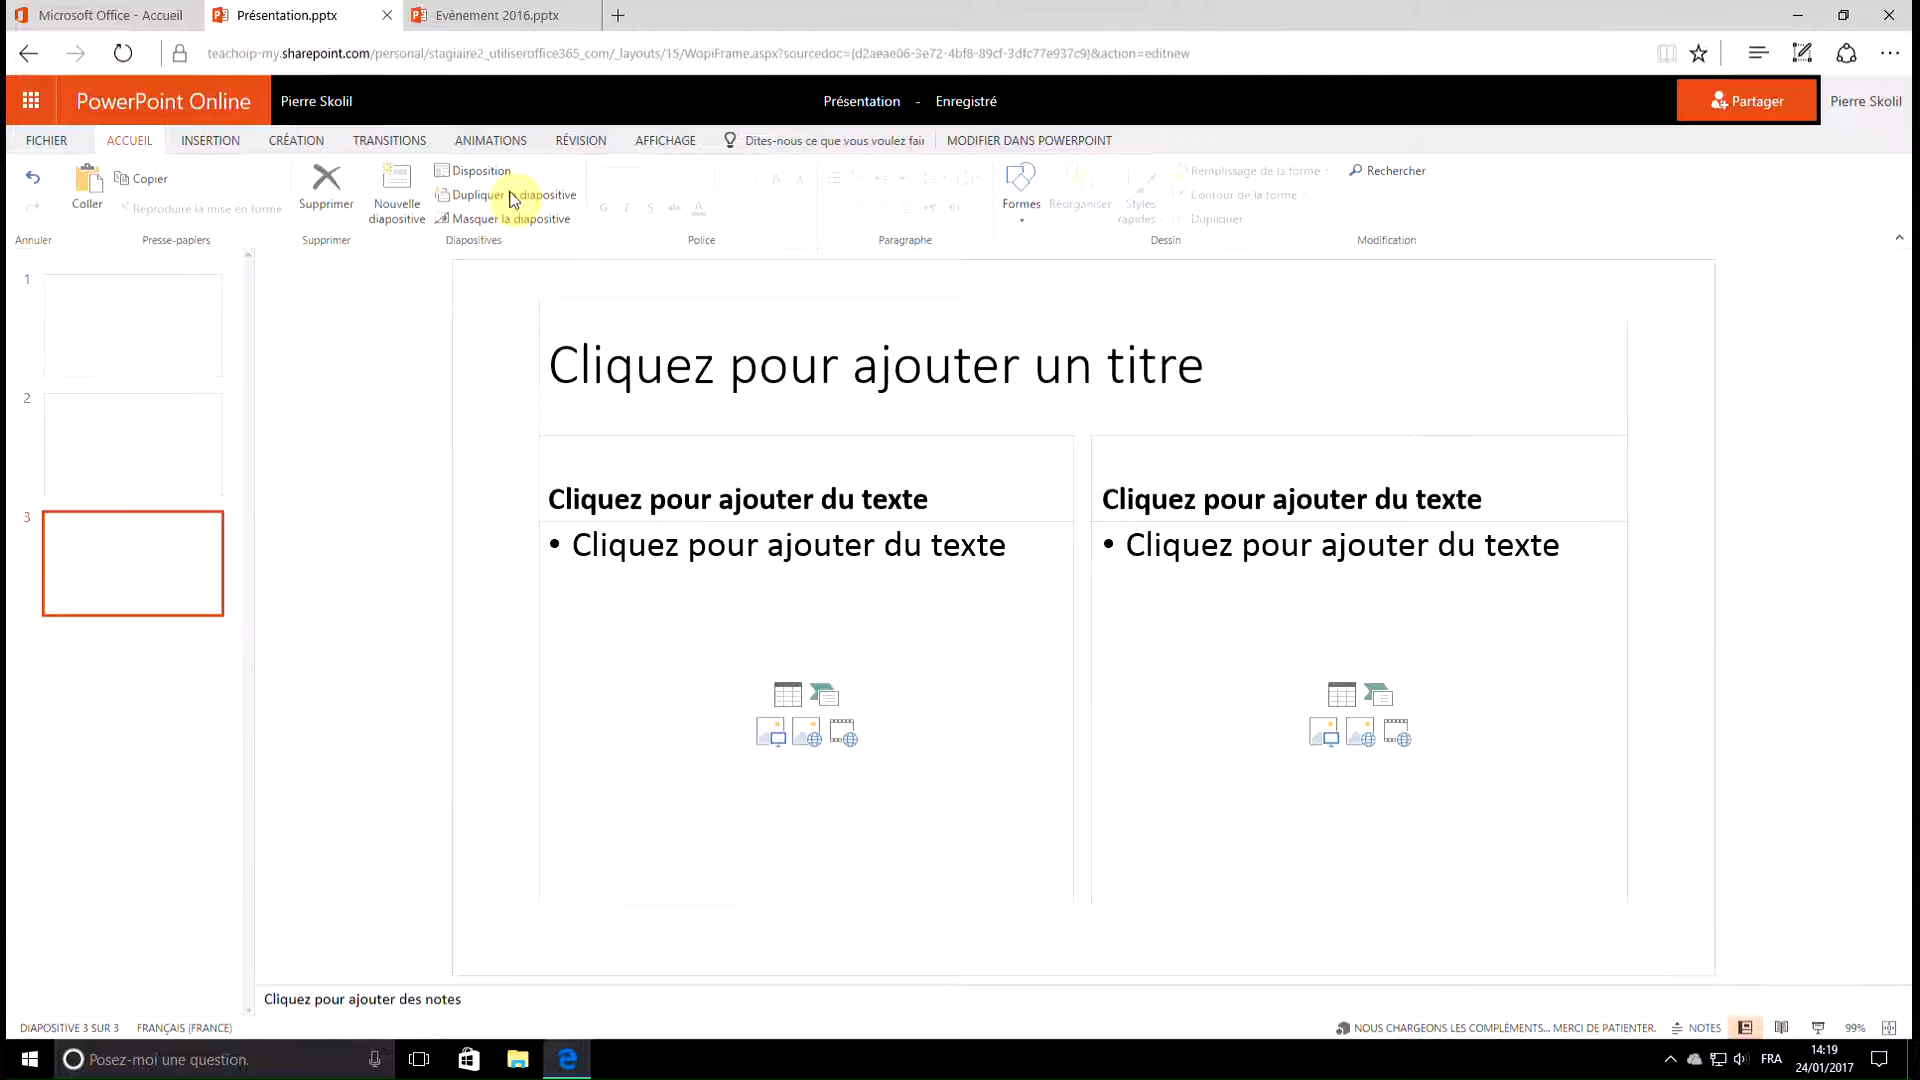 Microsoft Office - Accueil
Présentation.pptx
Evènement 2016.pptx
teachoip-my.sharepoint.com/personal/stagiaire2_utiliseroffice365_com/_layouts/15/WopiFrame.aspx?sourcedoc={d2aeae06-3e72-4bf8-89cf-3dfc77e937c9}&action=editnew
PowerPoint Online
Pierre Skolil
Présentation - Enregistré
Partager
Pierre Skolil
FICHIER ACCUEIL INSERTION CRÉATION TRANSITIONS ANIMATIONS RÉVISION AFFICHAGE Dites-nous ce que vous voulez fair MODIFIER DANS POWERPOINT
Coller
Copier
Reproduire la mise en forme
Supprimer
Nouvelle
diapositive
Disposition
Dupliquer la diapositive
Masquer la diapositive
G I S abc A
Formes
Réorganiser
Styles
rapides
Remplissage de la forme
Contour de la forme
Dupliquer
Rechercher
Annuler Presse-papiers Supprimer Diapositives Police Paragraphe Dessin Modification
1
2
3
Cliquez pour ajouter un titre
Cliquez pour ajouter du texte
• Cliquez pour ajouter du texte
Cliquez pour ajouter du texte
• Cliquez pour ajouter du texte
Cliquez pour ajouter des notes
DIAPOSITIVE 3 SUR 3 FRANÇAIS (FRANCE) NOUS CHARGEONS LES COMPLÉMENTS... MERCI DE PATIENTER. NOTES 99%
Posez-moi une question.
FRA
14:19
24/01/2017